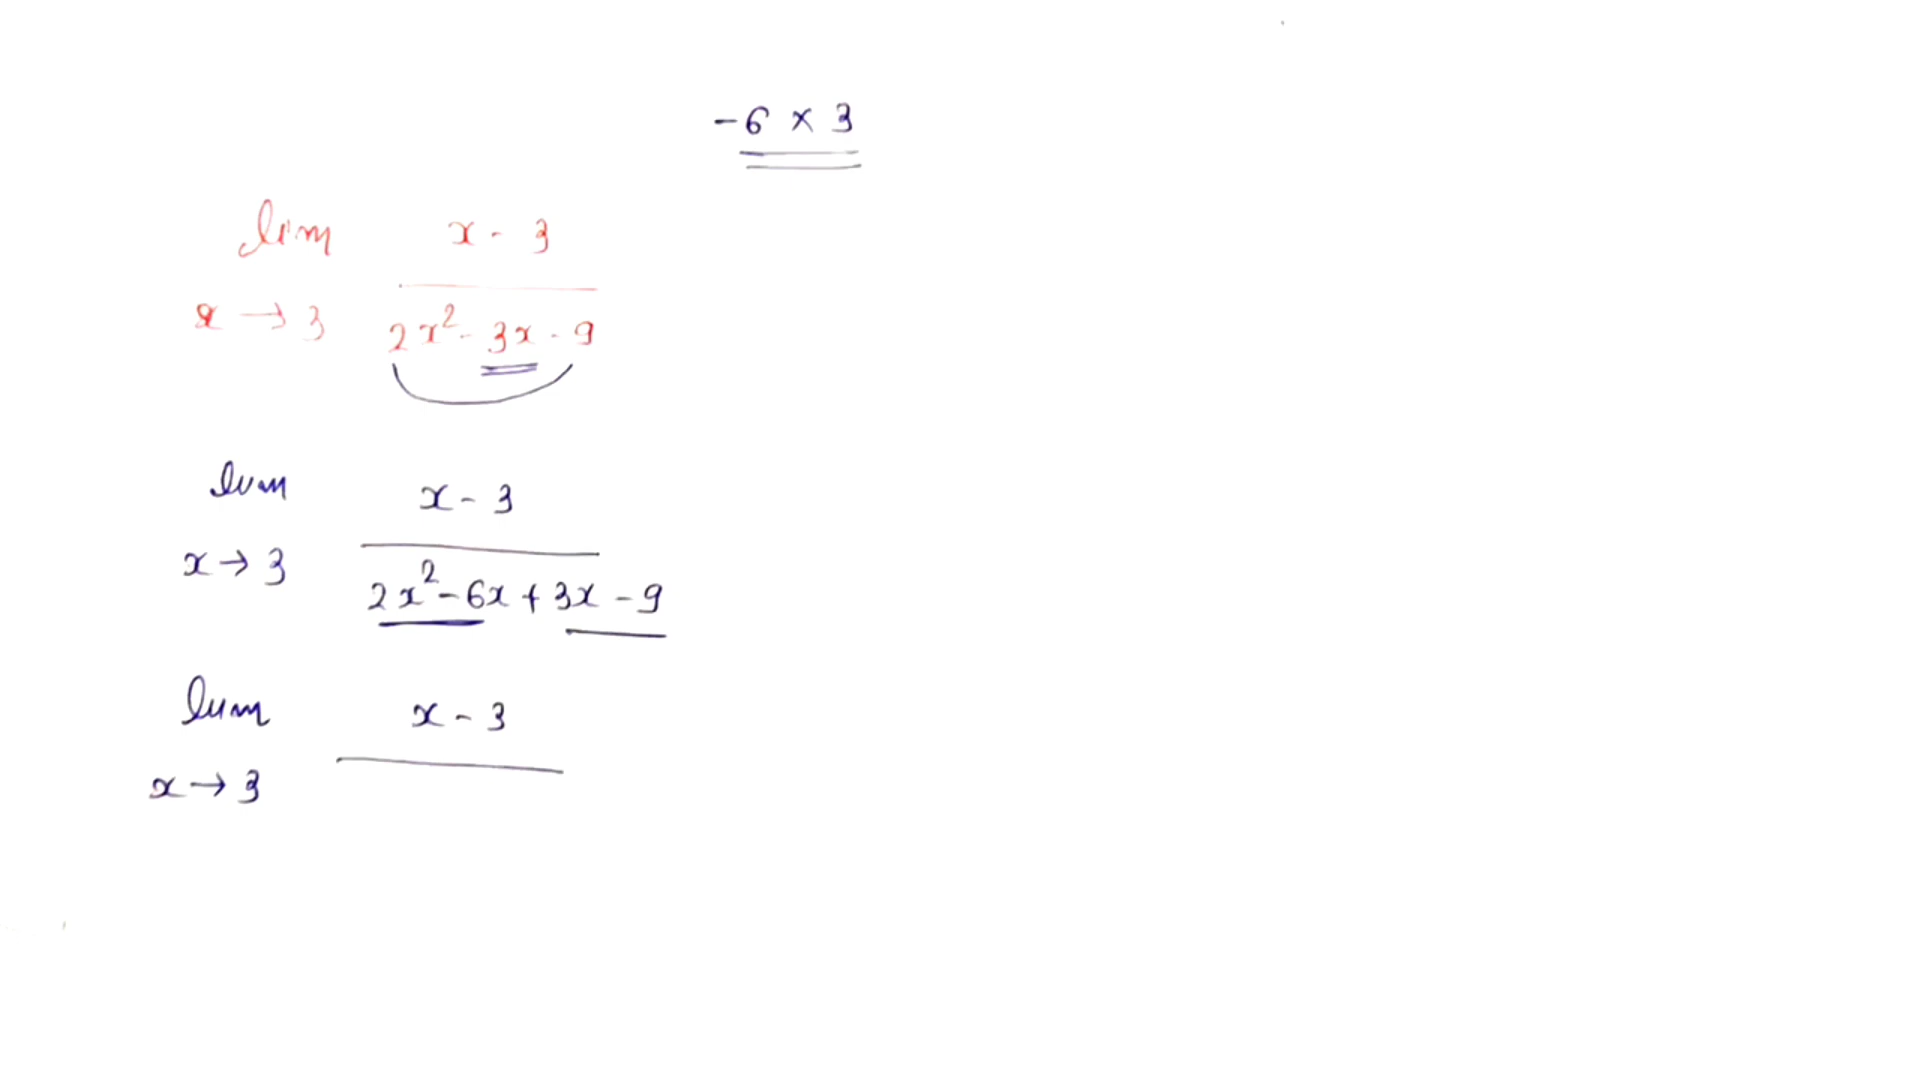 -6 × 3
lim x - 3
x → 3 2x² - 3x - 9
lim x - 3
x → 3 2x² - 6x + 3x - 9
lim x - 3
x → 3